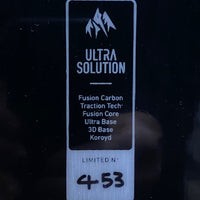 ULTRA
SOLUTION
Fusion Carbon
Traction Tech
Fusion Core
Ultra Base
3D Base
Koroyd
LIMITED N°
453